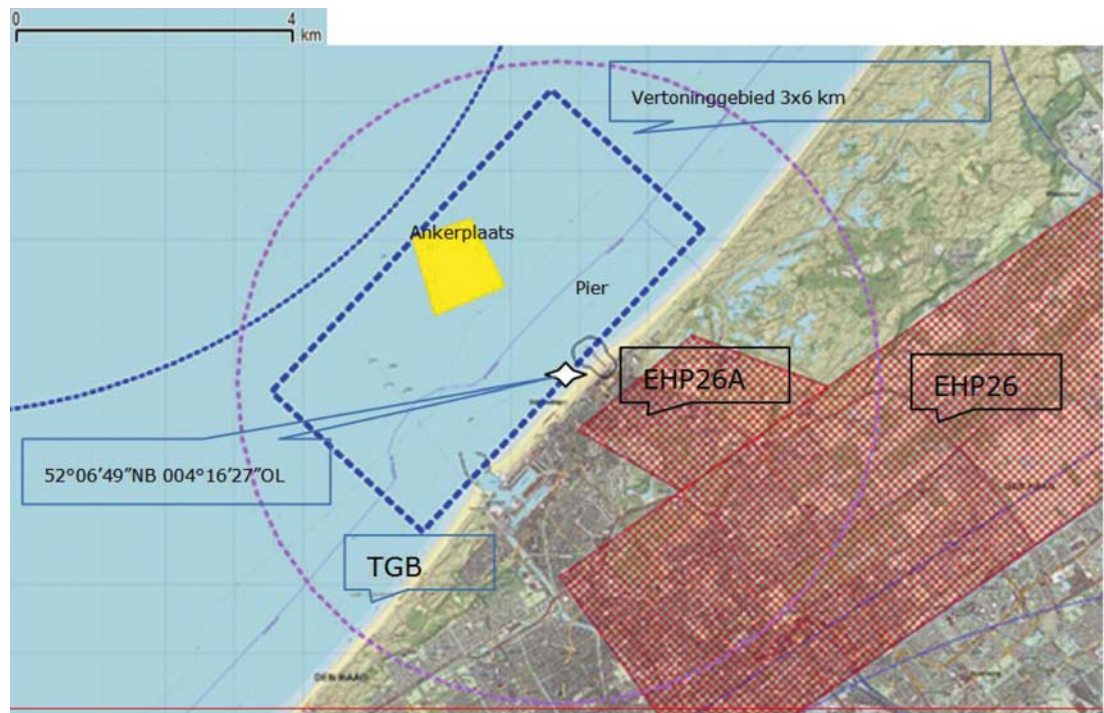 0 4
km
Vertoninggebied 3x6 km
Ankerplaats
Pier
EHP26A
EHP26
52°06′49″NB 004°16′27″OL
TGB
DEN HAAG